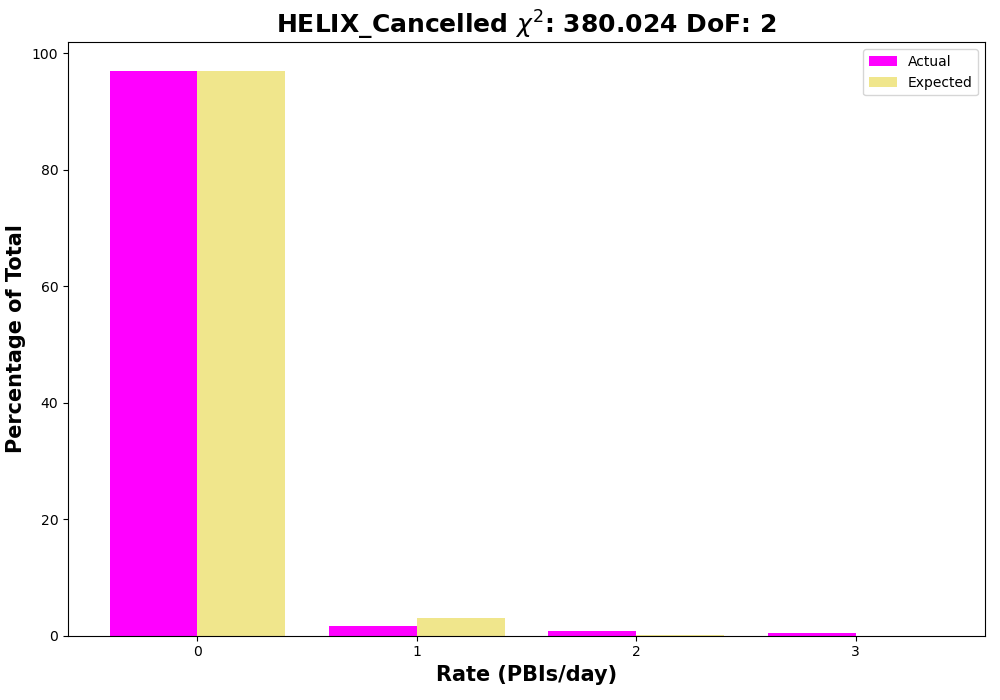 HELIX_Cancelled χ²: 380.024 DoF: 2
Actual
Expected
Percentage of Total
100
80
60
40
20
0
0 1 2 3
Rate (PBIs/day)